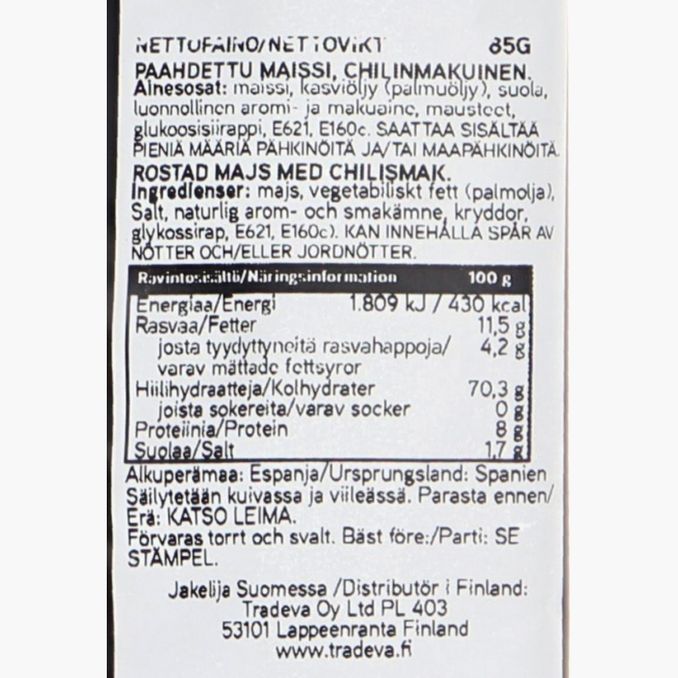 NETTOPAINO/NETTOVIKT 85G
PAAHDETTU MAISSI, CHILINMAKUINEN.
Ainesosat: maissi, kasviöljy (palmuöljy), suola,
luonnollinen aromi- ja makuaine, mausteet,
glukoosisiirappi, E621, E160c. SAATTAA SISÄLTÄÄ
PIENIÄ MÄÄRIÄ PÄHKINÖITÄ JA/TAI MAAPÄHKINÖITÄ.
ROSTAD MAJS MED CHILISMAK.
Ingredienser: majs, vegetabiliskt fett (palmolja),
Salt, naturlig arom- och smakämne, kryddor,
glykossirap, E621, E160c). KAN INNEHÅLLA SPÅR AV
NÖTTER OCH/ELLER JORDNÖTTER.
Ravintosisältö/Näringsinformation 100 g
Energiaa/Energi 1.809 kJ / 430 kcal
Rasvaa/Fetter 11,5 g
josta tyydyttyneitä rasvahappoja/ 4,2 g
varav mättade fettsyror
Hiilihydraatteja/Kolhydrater 70,3 g
joista sokereita/varav socker 0 g
Proteiinia/Protein 8 g
Suolaa/Salt 1,7 g
Alkuperämaa: Espanja/Ursprungsland: Spanien
Säilytetään kuivassa ja viileässä. Parasta ennen/
Erä: KATSO LEIMA.
Förvaras torrt och svalt. Bäst före:/Parti: SE
STÄMPEL.
Jakelija Suomessa /Distributör i Finland:
Tradeva Oy Ltd PL 403
53101 Lappeenranta Finland
www.tradeva.fi